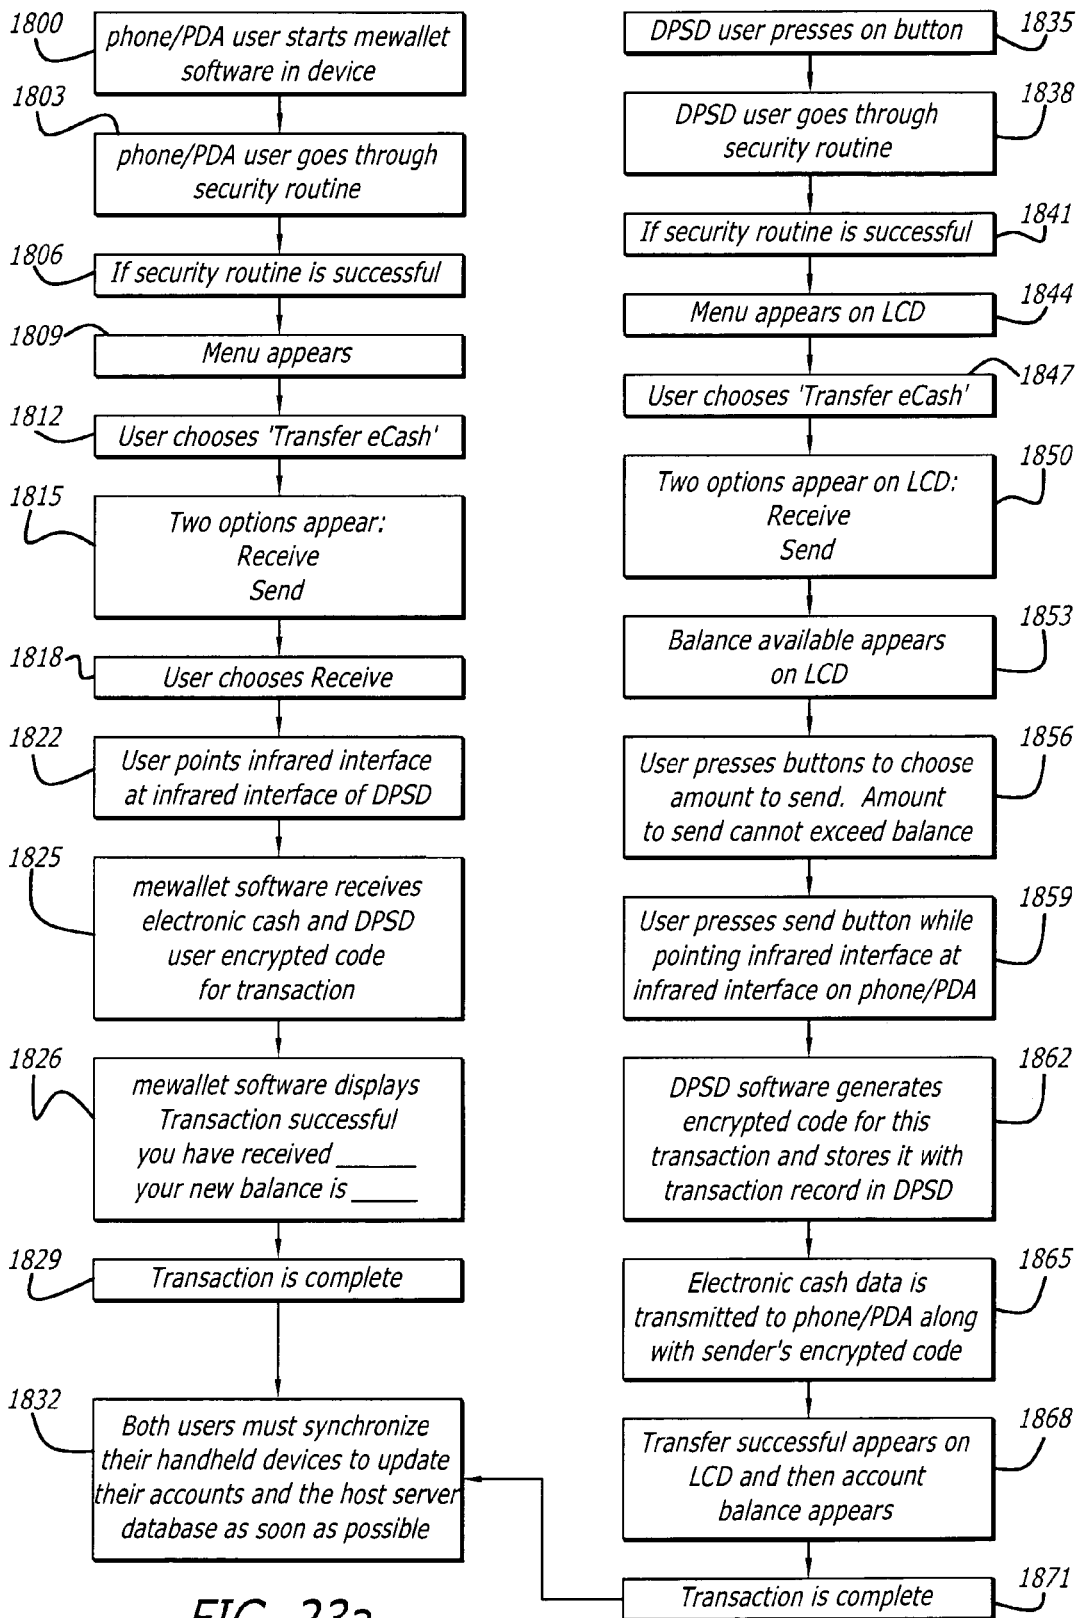 1800
phone/PDA user starts mewallet
software in device
1803
phone/PDA user goes through
security routine
1806
If security routine is successful
1809
Menu appears
1812
User chooses 'Transfer eCash'
1815
Two options appear:
Receive
Send
1818
User chooses Receive
1822
User points infrared interface
at infrared interface of DPSD
1825
mewallet software receives
electronic cash and DPSD
user encrypted code
for transaction
1826
mewallet software displays
Transaction successful
you have received ______
your new balance is _____
1829
Transaction is complete
1832
Both users must synchronize
their handheld devices to update
their accounts and the host server
database as soon as possible
DPSD user presses on button
1835
DPSD user goes through
security routine
1838
If security routine is successful
1841
Menu appears on LCD
1844
User chooses 'Transfer eCash'
1847
Two options appear on LCD:
Receive
Send
1850
Balance available appears
on LCD
1853
User presses buttons to choose
amount to send. Amount
to send cannot exceed balance
1856
User presses send button while
pointing infrared interface at
infrared interface on phone/PDA
1859
DPSD software generates
encrypted code for this
transaction and stores it with
transaction record in DPSD
1862
Electronic cash data is
transmitted to phone/PDA along
with sender's encrypted code
1865
Transfer successful appears on
LCD and then account
balance appears
1868
Transaction is complete
1871
FIG. 23a